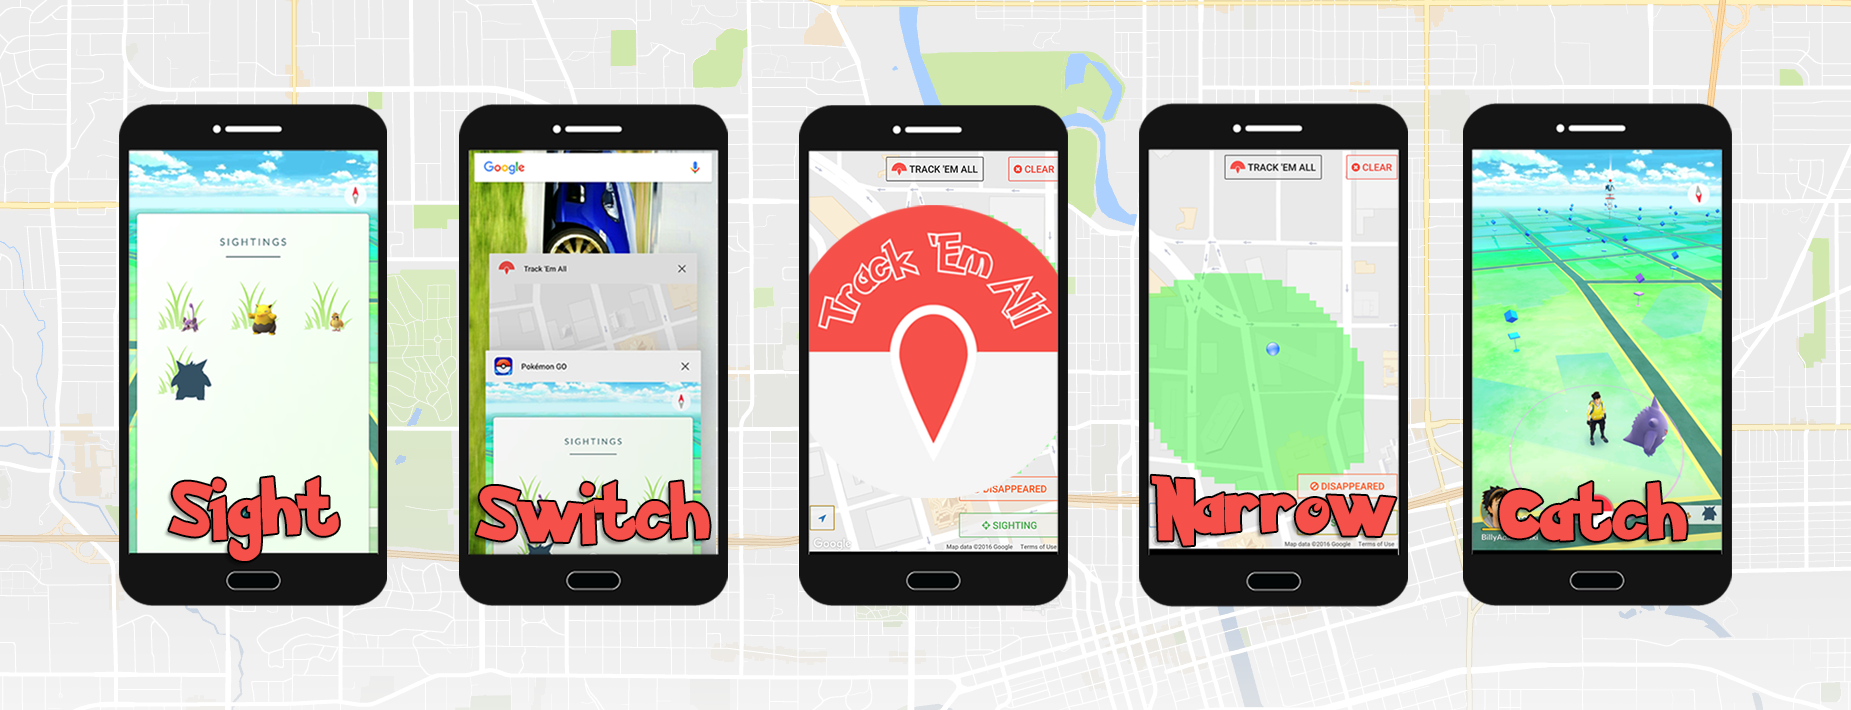 SIGHTINGS
Sight
Google
Track 'Em All
Pokémon GO
SIGHTINGS
Switch
TRACK 'EM ALL
CLEAR
Track 'Em All
DISAPPEARED
SIGHTING
Google
Map data ©2016 Google Terms of Use
TRACK 'EM ALL
CLEAR
DISAPPEARED
Narrow
Map data ©2016 Google Terms of Use
Catch